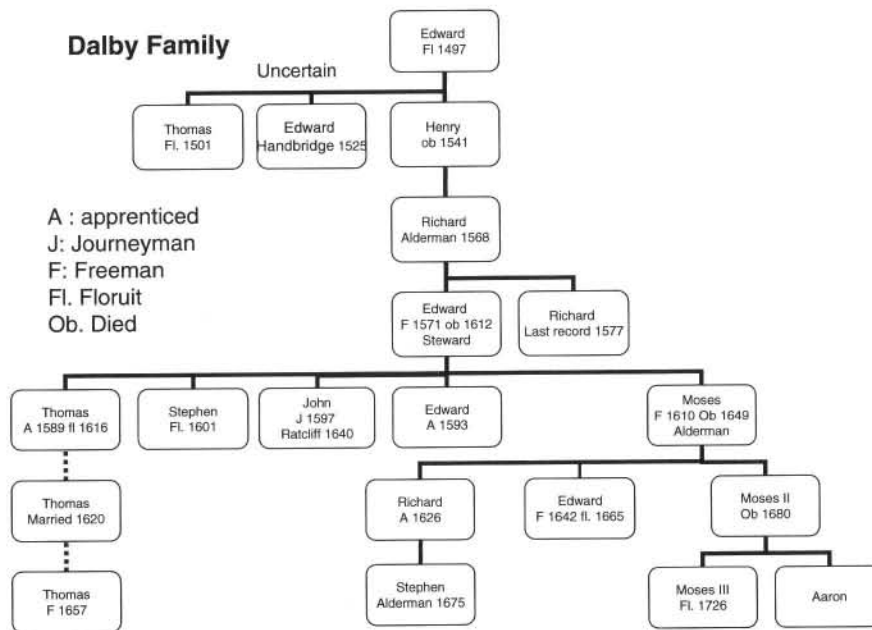 Dalby Family
Edward
Fl 1497
Uncertain
Thomas
Fl. 1501
Edward
Handbridge 1525
Henry
ob 1541
A : apprenticed
J: Journeyman
F: Freeman
Fl. Floruit
Ob. Died
Richard
Alderman 1568
Edward
F 1571 ob 1612
Steward
Richard
Last record 1577
Thomas
A 1589 fl 1616
Stephen
Fl. 1601
John
J 1597
Ratcliff 1640
Edward
A 1593
Moses
F 1610 Ob 1649
Alderman
Thomas
Married 1620
Richard
A 1626
Edward
F 1642 fl. 1665
Moses II
Ob 1680
Thomas
F 1657
Stephen
Alderman 1675
Moses III
Fl. 1726
Aaron